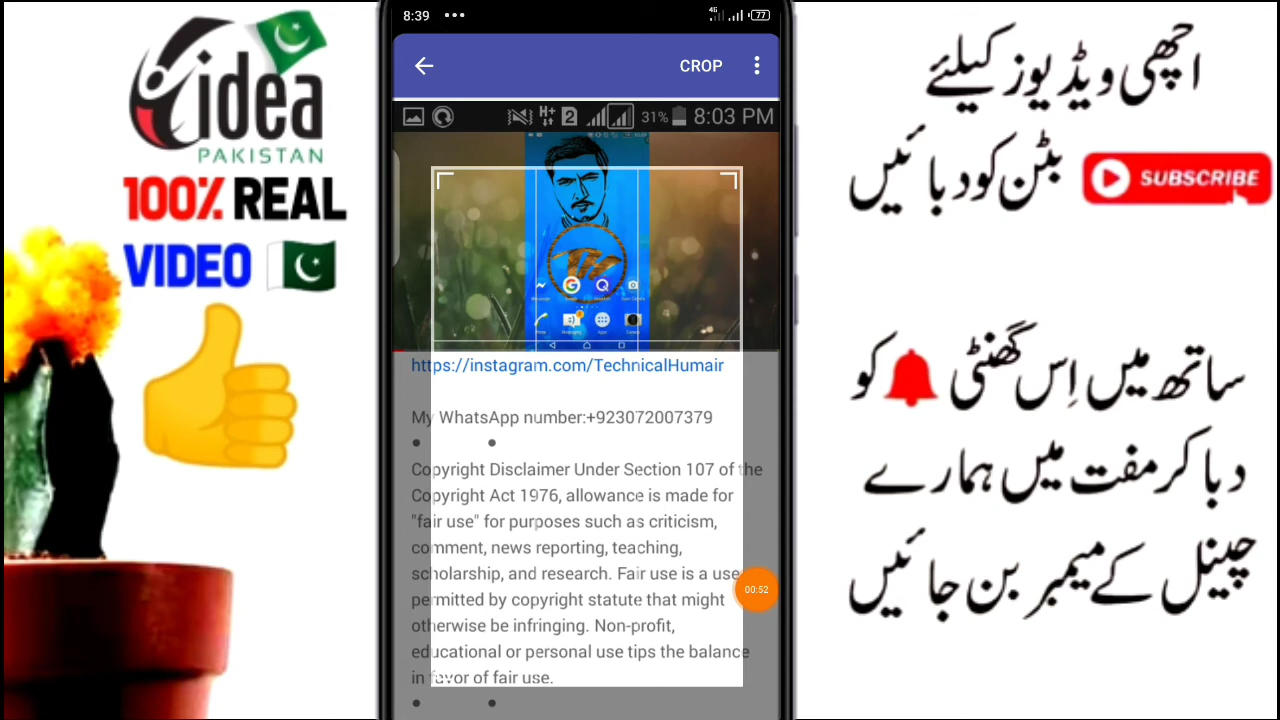 idea
PAKISTAN
100% REAL
VIDEO
8:39
4G
77
CROP
H+
2
31%
8:03 PM
https://instagram.com/TechnicalHumair
My WhatsApp number:+923072007379
Copyright Disclaimer Under Section 107 of the
Copyright Act 1976, allowance is made for
"fair use" for purposes such as criticism,
comment, news reporting, teaching,
scholarship, and research. Fair use is a use
permitted by copyright statute that might
otherwise be infringing. Non-profit,
educational or personal use tips the balance
in favor of fair use.
00:52
اچھی ویڈیوز کیلئے
بٹن کو دبائیں
SUBSCRIBE
ساتھ میں اِس گھنٹی کو
دبا کر مفت میں ہمارے
چینل کے میمبر بن جائیں